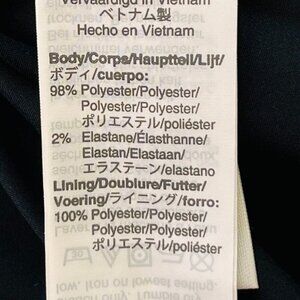 Vervaardigd in Vietnam
ベトナム製
Hecho en Vietnam
Body/Corps/Hauptteil/Lijf/
ボディ/cuerpo:
98% Polyester/Polyester/
Polyester/Polyester/
ポリエステル/poliéster
2% Elastane/Élasthanne/
Elastan/Elastaan/
エラステーン/elastano
Lining/Doublure/Futter/
Voering/ライニング/forro:
100% Polyester/Polyester/
Polyester/Polyester/
ポリエステル/poliéster